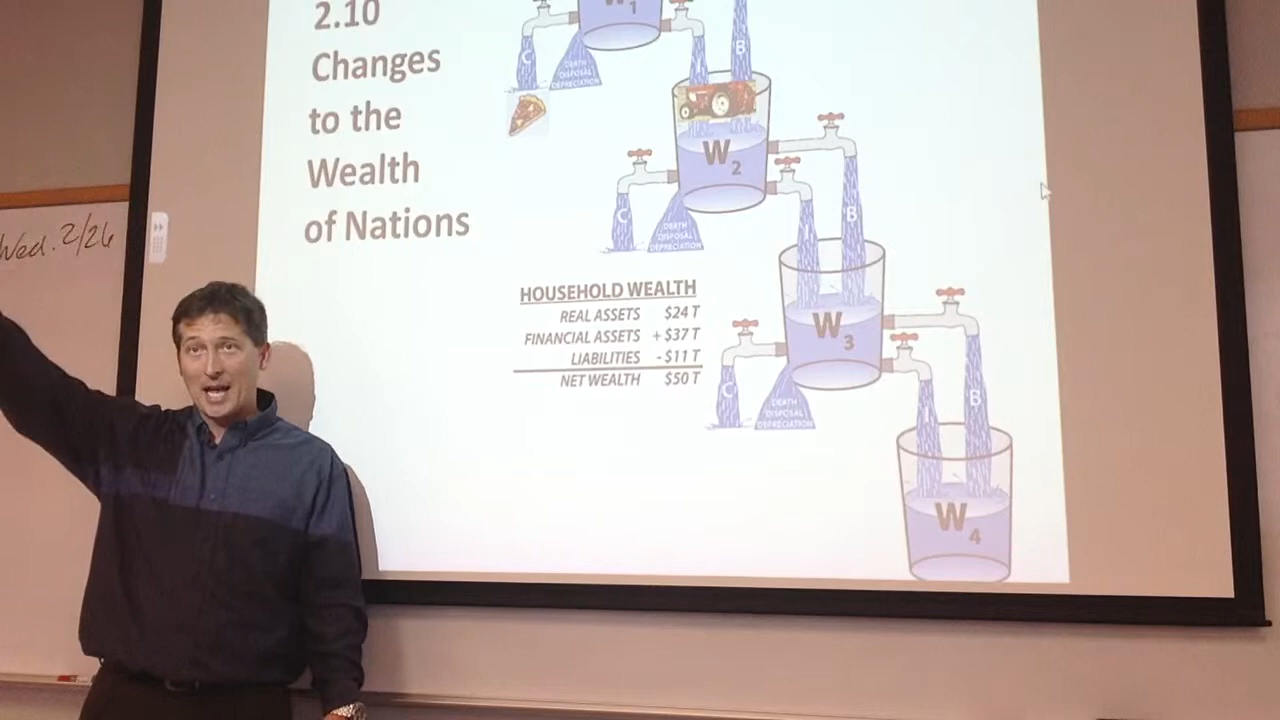 2.10
Changes
to the
Wealth
of Nations
Wed. 2/26
W1
C
DEATH
DISPOSAL
DEPRECIATION
B
W2
C
DEATH
DISPOSAL
DEPRECIATION
I
B
HOUSEHOLD WEALTH
REAL ASSETS $24 T
FINANCIAL ASSETS + $37 T
LIABILITIES - $11 T
NET WEALTH $50 T
W3
C
DEATH
DISPOSAL
DEPRECIATION
I
B
W4